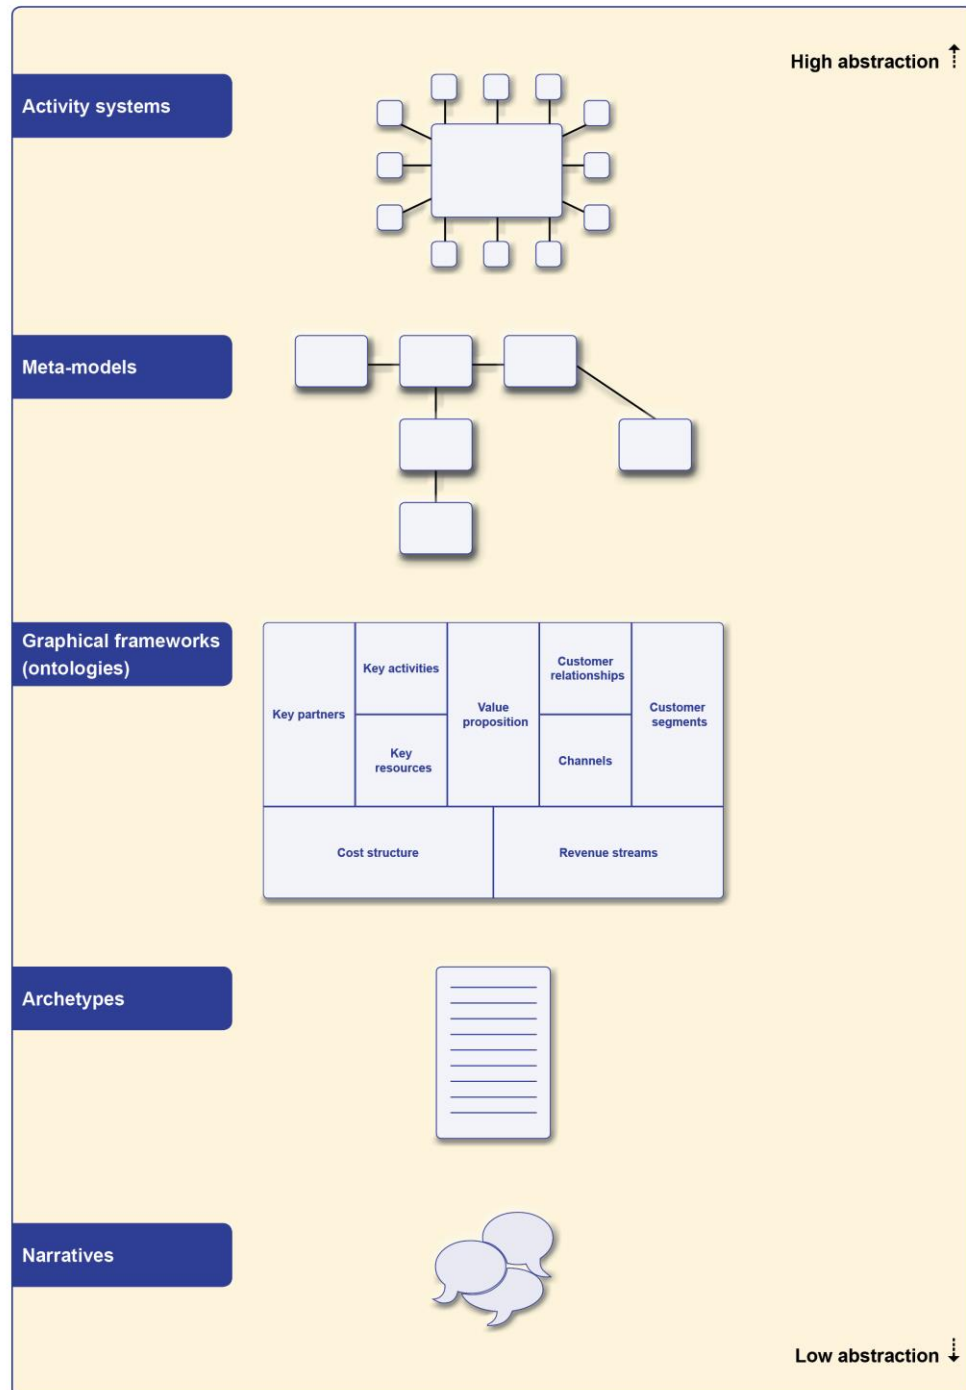 High abstraction
Activity systems
Meta-models
Graphical frameworks
(ontologies)
Key partners
Key activities
Key
resources
Value
proposition
Customer
relationships
Channels
Customer
segments
Cost structure
Revenue streams
Archetypes
Narratives
Low abstraction